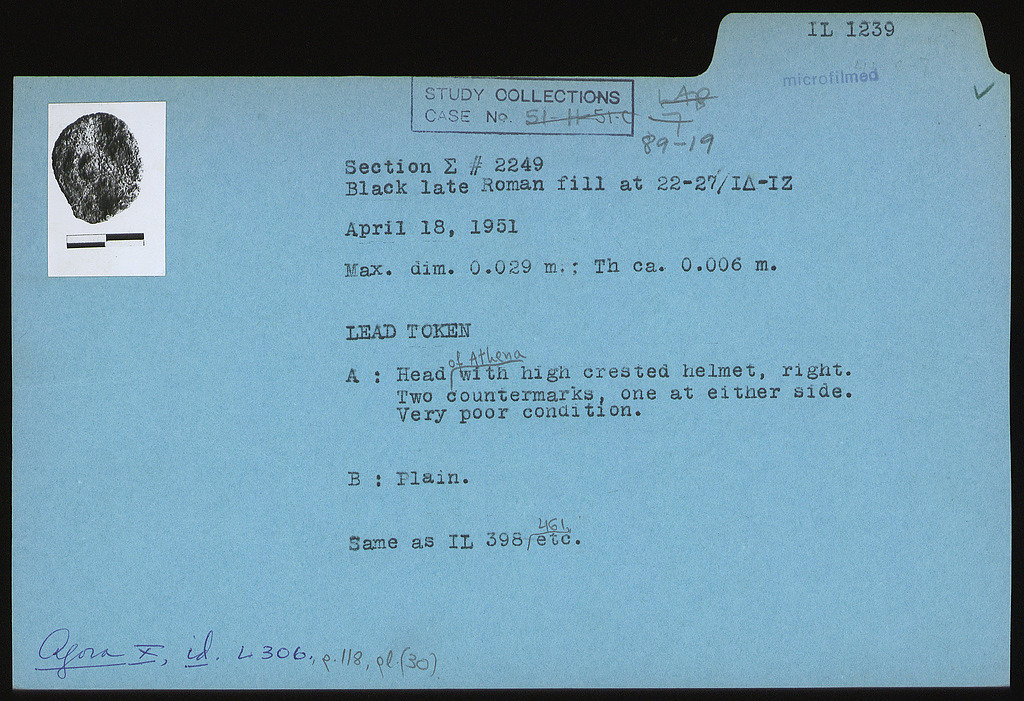 IL 1239
microfilmed
STUDY COLLECTIONS
CASE No. 51-H-51-C
LAB
7
89-19
Section Σ # 2249
Black late Roman fill at 22-27/IΔ-IZ
April 18, 1951
Max. dim. 0.029 m.; Th ca. 0.006 m.
LEAD TOKEN
of Athena
A : Head with high crested helmet, right.
Two countermarks, one at either side.
Very poor condition.
B : Plain.
461,
Same as IL 398, etc.
Agora X, id. L 306., p. 118, pl. (30)